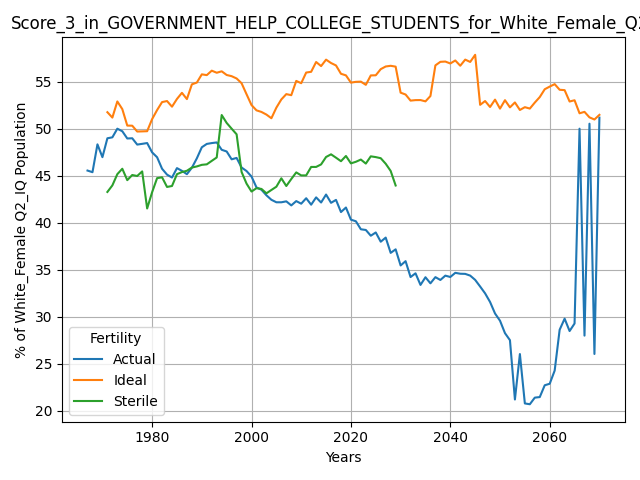 Score_3_in_GOVERNMENT_HELP_COLLEGE_STUDENTS_for_White_Female_Q2
% of White_Female Q2_IQ Population
55
50
45
40
35
30
25
20
Fertility
Actual
Ideal
Sterile
1980
2000
2020
2040
2060
Years